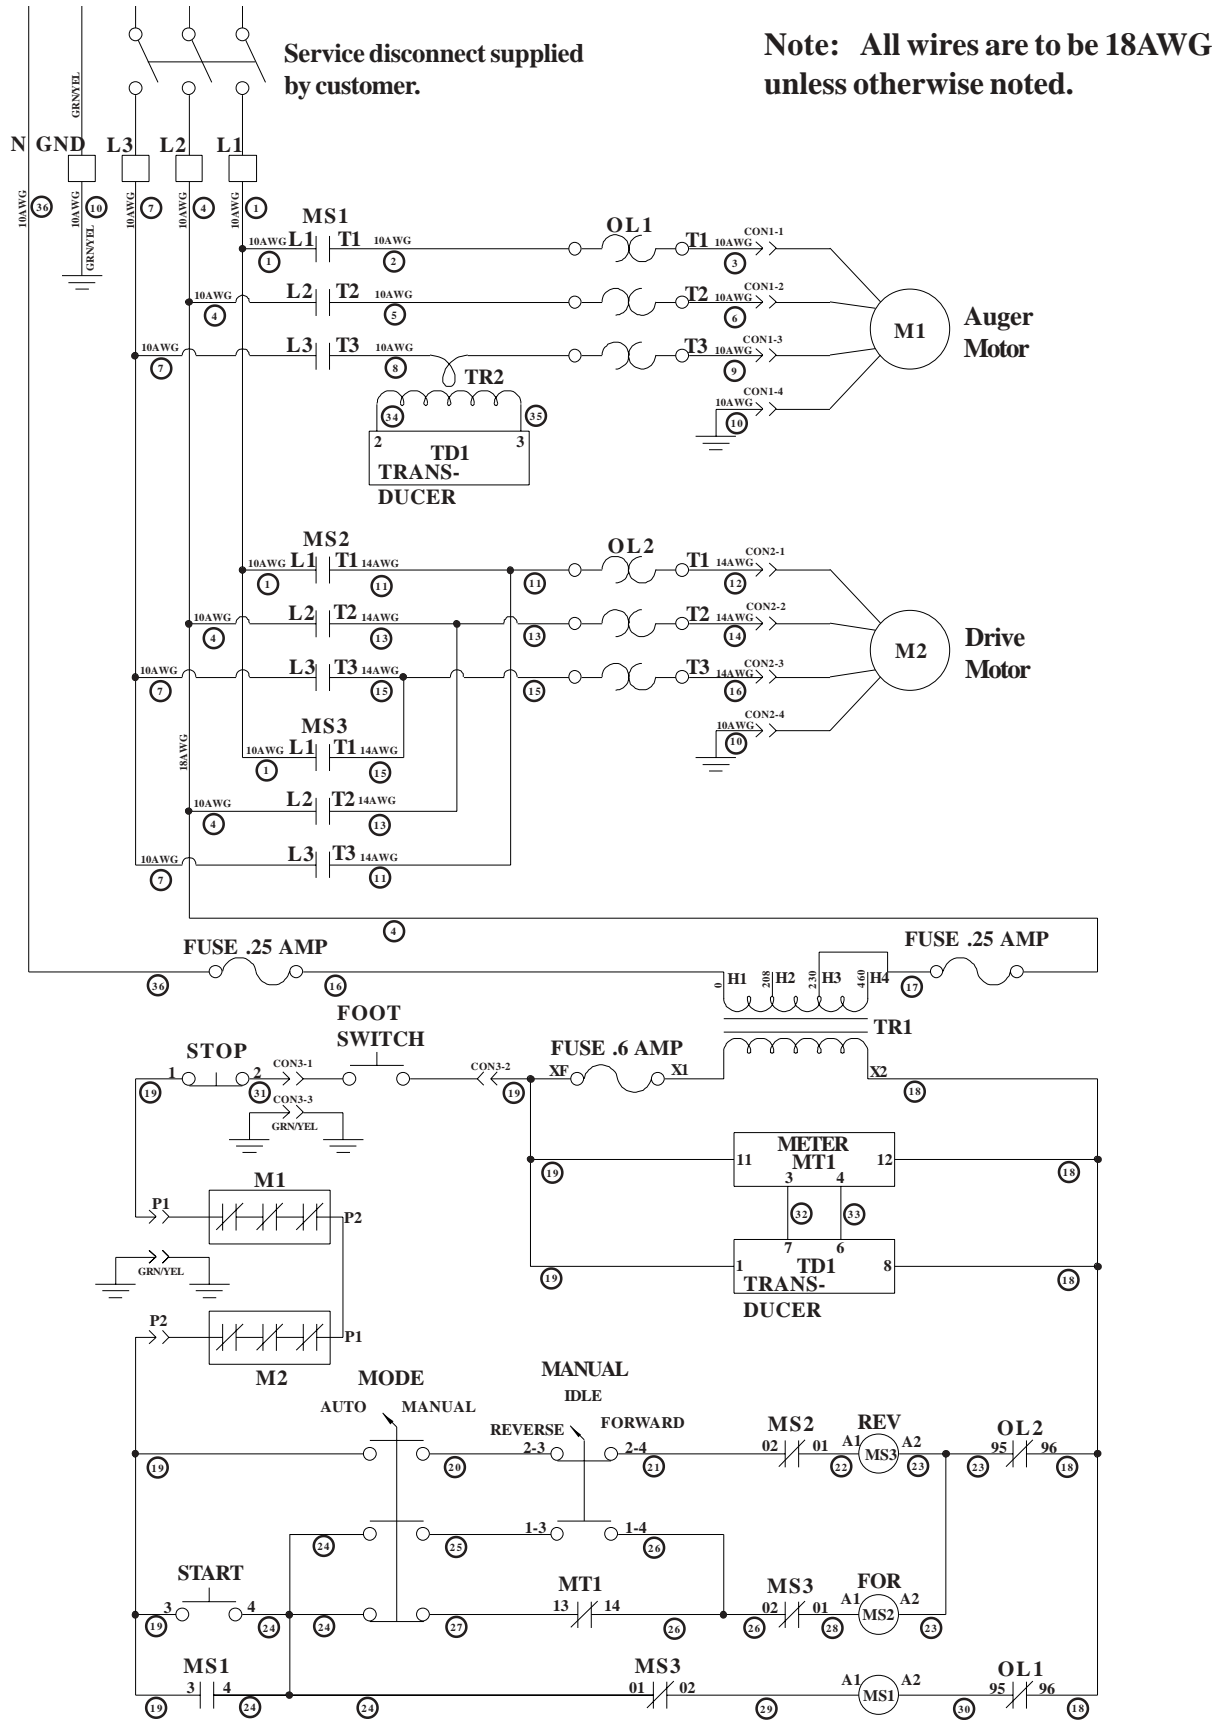 Service disconnect supplied
by customer.
Note: All wires are to be 18AWG
unless otherwise noted.
GRN/YEL
N GND L3 L2 L1
10AWG 36 10AWG 10 10AWG 7 10AWG 4 10AWG 1
GRN/YEL
MS1 OL1
10AWG L1 T1 10AWG T1 10AWG CON1-1
1 2 3
10AWG L2 T2 10AWG T2 10AWG CON1-2
4 5 6
10AWG L3 T3 10AWG T3 10AWG CON1-3
7 8 9
M1
Auger
Motor
TR2
34 35
10AWG CON1-4
10
2 3
TD1
TRANS-
DUCER
MS2 OL2
10AWG L1 T1 14AWG T1 14AWG CON2-1
1 11 11 12
10AWG L2 T2 14AWG T2 14AWG CON2-2
4 13 13 14
10AWG L3 T3 14AWG T3 14AWG CON2-3
7 15 15 16
M2
Drive
Motor
10AWG CON2-4
10
MS3
18AWG
10AWG L1 T1 14AWG
1 15
10AWG L2 T2 14AWG
4 13
10AWG L3 T3 14AWG
7 11
4
FUSE .25 AMP FUSE .25 AMP
36 16 17
0 H1 208 H2 230 H3 460 H4
TR1
FOOT
SWITCH
STOP
FUSE .6 AMP
1 2 CON3-1 CON3-2 XF X1 X2
19 31 19 18
CON3-3
GRN/YEL
METER
MT1
11 12
3 4
19 18
32 33
7 6
TD1
1 8
TRANS-
DUCER
19 18
M1
P1 P2
GRN/YEL
P2 P1
M2
MODE
AUTO MANUAL
MANUAL
IDLE
REVERSE FORWARD
2-3 2-4
MS2
02 01
REV
A1 MS3 A2
OL2
95 96
19 20 21 22 23 23 18
1-3 1-4
24 25 26
START
3 4
MT1
13 14
MS3
02 01
FOR
A1 MS2 A2
19 24 24 27 26 26 28 23
MS1
3 4
MS3
01 02
A1 MS1 A2
OL1
95 96
19 24 24 29 30 18